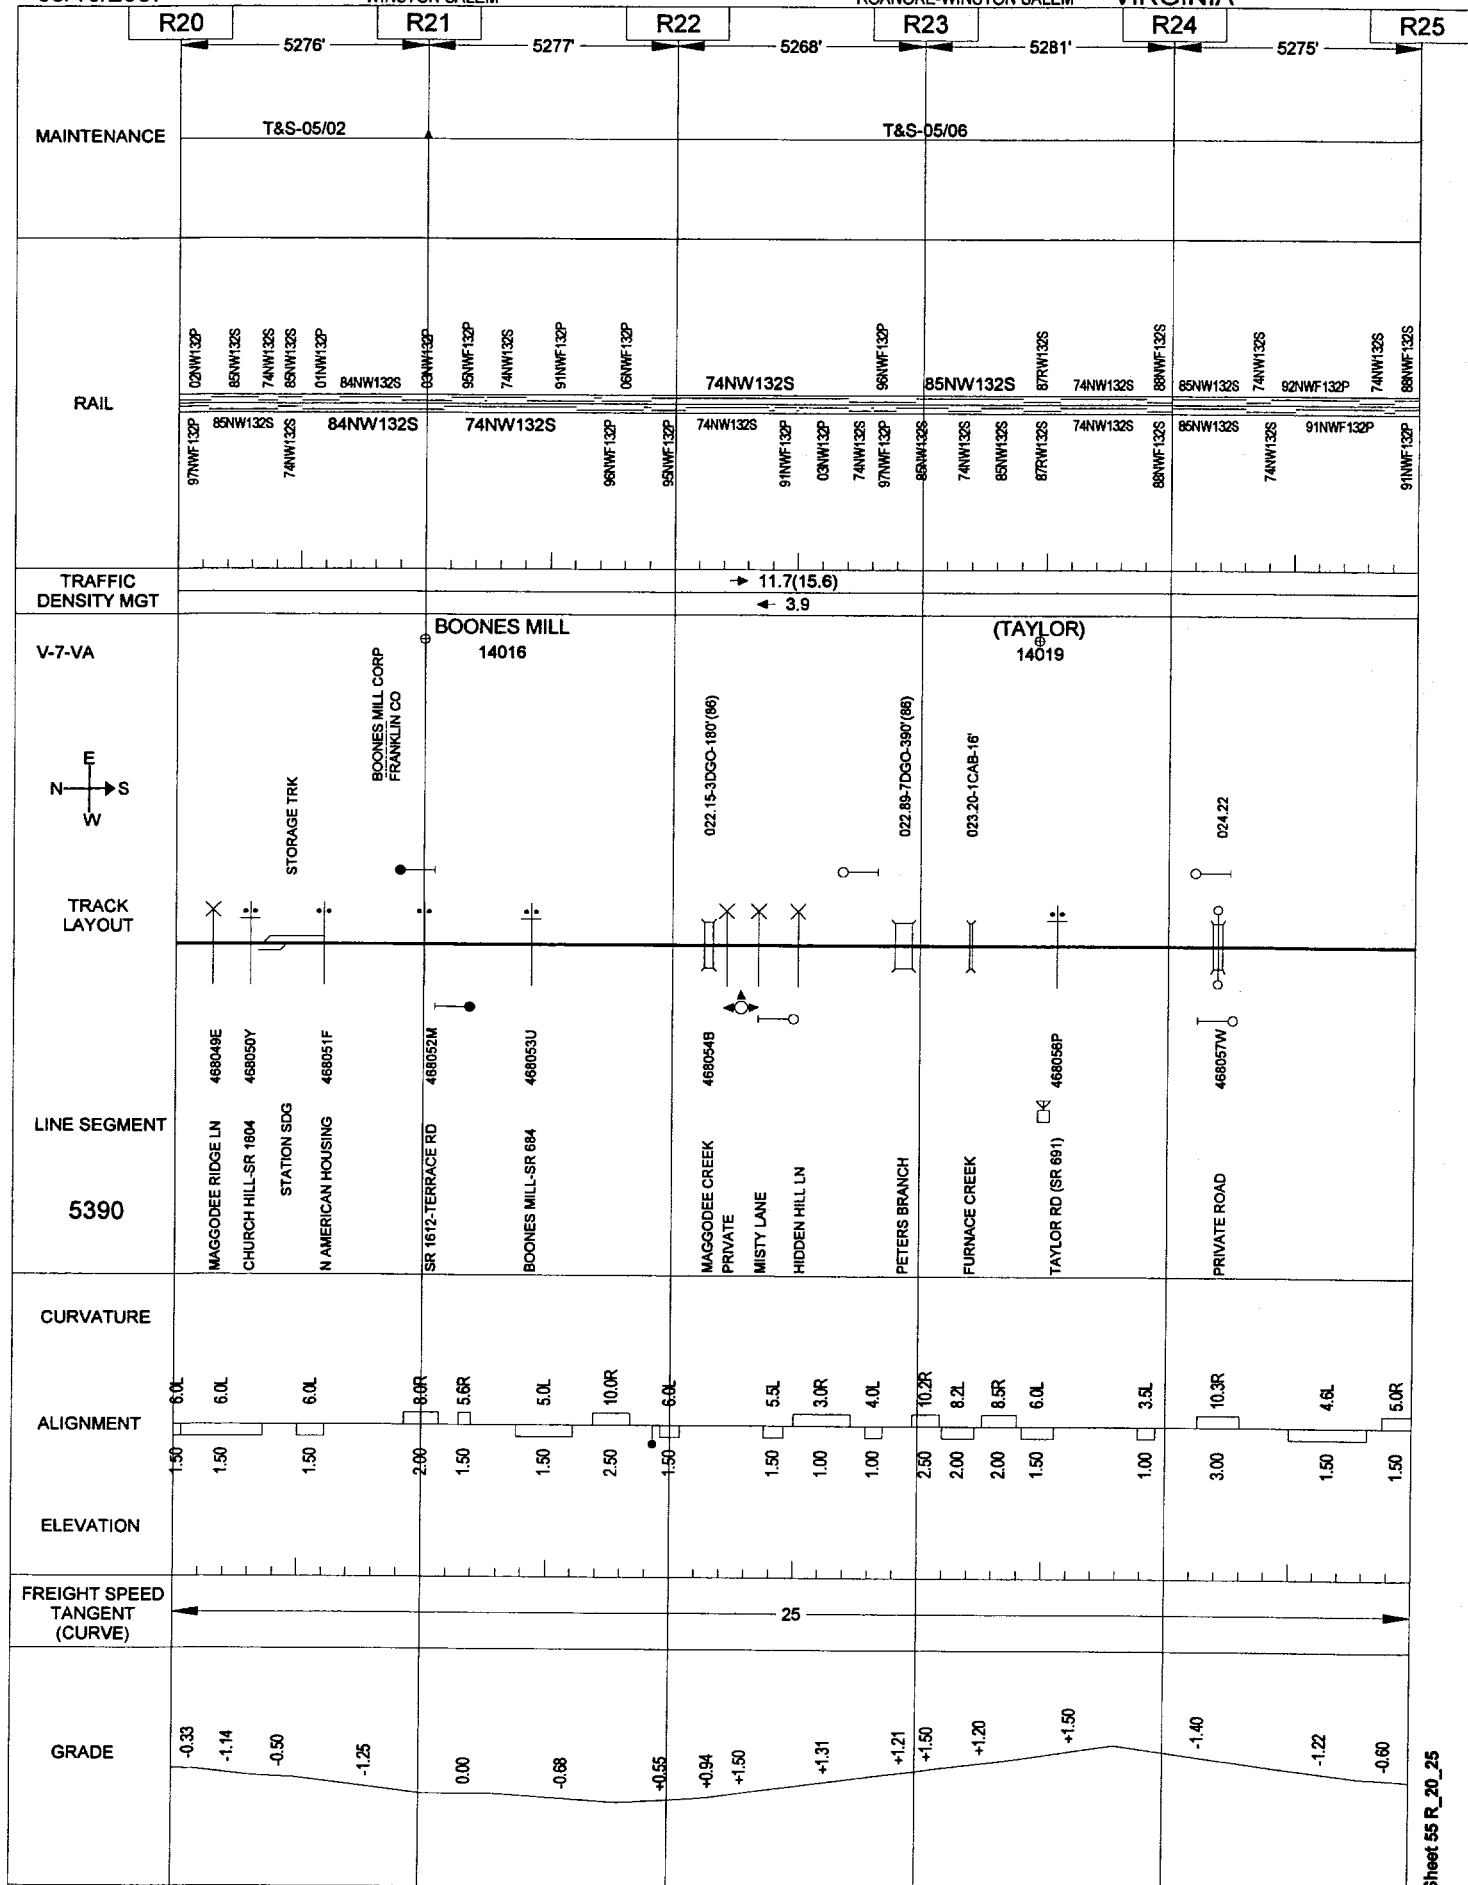 VIRGINIA
R20 R21 R22 R23 R24 R25
5276' 5277' 5268' 5281' 5275'
MAINTENANCE
T&S-05/02 T&S-05/06
02NW132P 85NW132S 74NW132S 85NW132S 01NW132P 84NW132S 03NW132P 95NWF132P 74NW132S 91NWF132P 06NWF132P 74NW132S 96NWF132P 85NW132S 87RW132S 74NW132S 88NWF132S 85NW132S 74NW132S 92NWF132P 74NW132S 88NWF132S
RAIL
97NWF132P 85NW132S 74NW132S 84NW132S 74NW132S 96NWF132P 95NWF132P 74NW132S 91NWF132P 03NW132P 74NW132S 97NWF132P 85NW132S 74NW132S 85NW132S 87RW132S 74NW132S 88NWF132S 85NW132S 74NW132S 91NWF132P 91NWF132P
TRAFFIC
DENSITY MGT
11.7(15.6)
3.9
V-7-VA
BOONES MILL
14016
(TAYLOR)
14019
BOONES MILL CORP
FRANKLIN CO
E
N S
W
STORAGE TRK
022.15-3DGO-180'(86)
022.89-7DGO-390'(86)
023.20-1CAB-16'
024.22
TRACK
LAYOUT
468049E 468050Y 468051F 468052M 468053U 468054B 468056P 468057W
LINE SEGMENT
5390
MAGGODEE RIDGE LN
CHURCH HILL-SR 1604
STATION SDG
N AMERICAN HOUSING
SR 1612-TERRACE RD
BOONES MILL-SR 684
MAGGODEE CREEK
PRIVATE
MISTY LANE
HIDDEN HILL LN
PETERS BRANCH
FURNACE CREEK
TAYLOR RD (SR 691)
PRIVATE ROAD
CURVATURE
6.0L 6.0L 6.0L 8.0R 5.6R 5.0L 10.0R 6.0L 5.5L 3.0R 4.0L 10.2R 8.2L 8.5R 6.0L 3.5L 10.3R 4.6L 5.0R
ALIGNMENT
1.50 1.50 1.50 2.00 1.50 1.50 2.50 1.50 1.50 1.00 1.00 2.50 2.00 2.00 1.50 1.00 3.00 1.50 1.50
ELEVATION
FREIGHT SPEED
TANGENT
(CURVE)
25
GRADE
-0.33 -1.14 -0.50 -1.25 0.00 -0.68 +0.55 +0.94 +1.50 +1.31 +1.21 +1.50 +1.20 +1.50 -1.40 -1.22 -0.60
Sheet 55 R_20_25